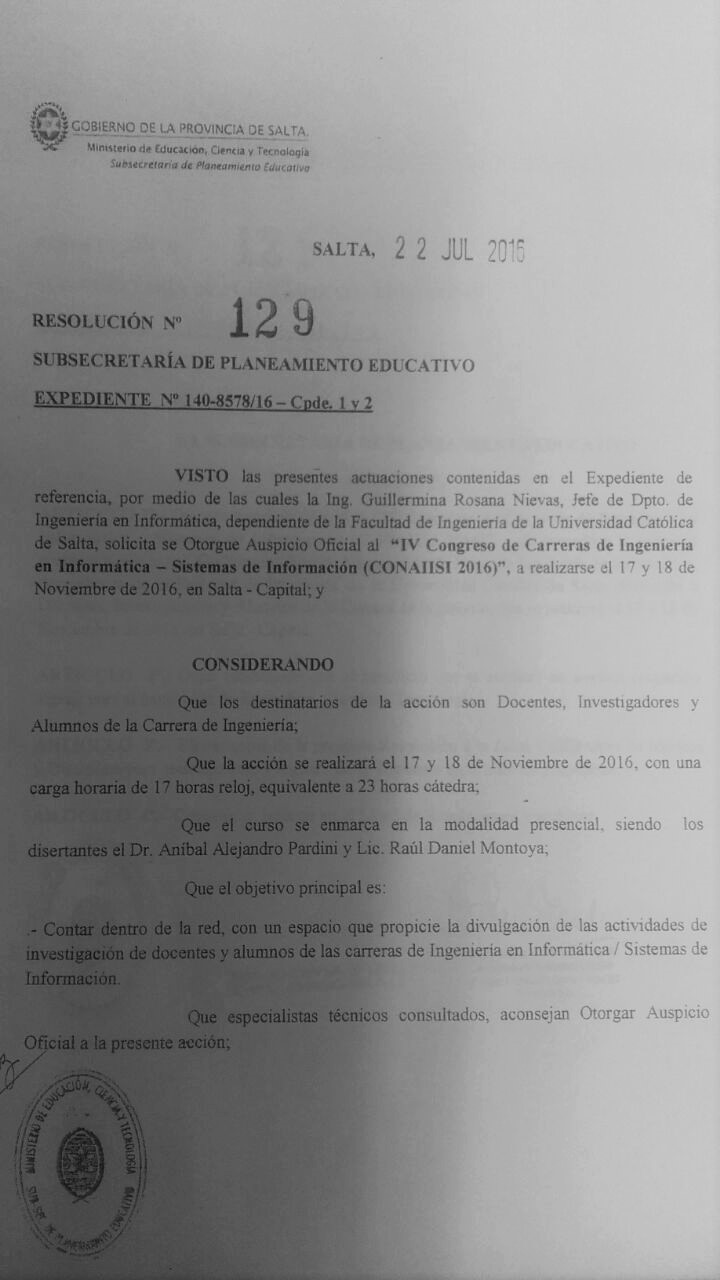 GOBIERNO DE LA PROVINCIA DE SALTA.
Ministerio de Educación, Ciencia y Tecnología
Subsecretaría de Planeamiento Educativo
SALTA, 22 JUL 2016
RESOLUCIÓN Nº 129
SUBSECRETARÍA DE PLANEAMIENTO EDUCATIVO
EXPEDIENTE Nº 140-8578/16 – Cpde. 1 y 2
VISTO las presentes actuaciones contenidas en el Expediente de
referencia, por medio de las cuales la Ing. Guillermina Rosana Nievas, Jefe de Dpto. de
Ingeniería en Informática, dependiente de la Facultad de Ingeniería de la Universidad Católica
de Salta, solicita se Otorgue Auspicio Oficial al “IV Congreso de Carreras de Ingeniería
en Informática – Sistemas de Información (CONAIISI 2016)”, a realizarse el 17 y 18 de
Noviembre de 2016, en Salta - Capital; y
CONSIDERANDO
Que los destinatarios de la acción son Docentes, Investigadores y
Alumnos de la Carrera de Ingeniería;
Que la acción se realizará el 17 y 18 de Noviembre de 2016, con una
carga horaria de 17 horas reloj, equivalente a 23 horas cátedra;
Que el curso se enmarca en la modalidad presencial, siendo los
disertantes el Dr. Aníbal Alejandro Pardini y Lic. Raúl Daniel Montoya;
Que el objetivo principal es:
.- Contar dentro de la red, con un espacio que propicie la divulgación de las actividades de
investigación de docentes y alumnos de las carreras de Ingeniería en Informática / Sistemas de
Información.
Que especialistas técnicos consultados, aconsejan Otorgar Auspicio
Oficial a la presente acción;
MINISTERIO DE EDUCACIÓN, CIENCIA Y TECNOLOGIA
DE PLANEAMIENTO EDUCATIVO